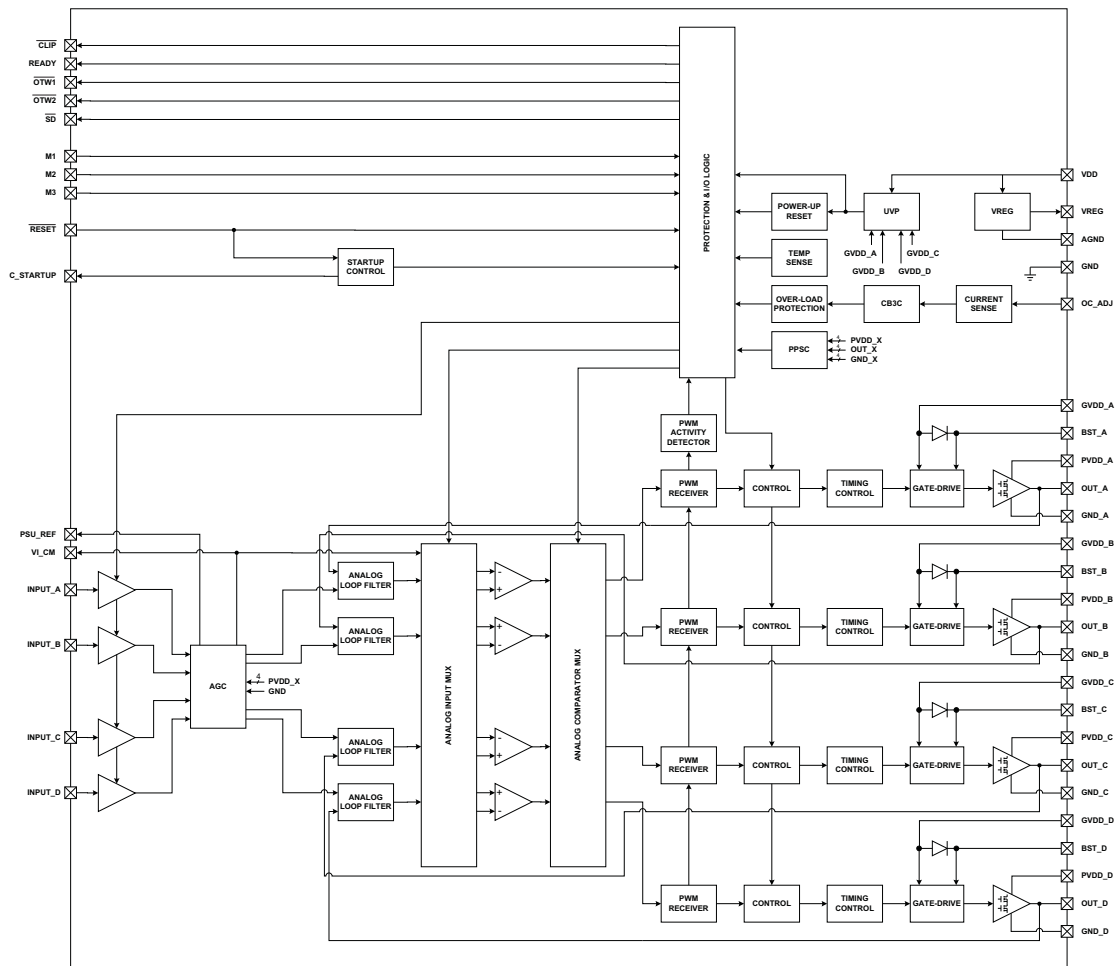 CLIP
READY
OTW1
OTW2
SD
M1
M2
M3
RESET
C_STARTUP
STARTUP
CONTROL
PROTECTION & I/O LOGIC
POWER-UP
RESET
UVP
VREG
GVDD_A
GVDD_C
GVDD_B
GVDD_D
TEMP
SENSE
OVER-LOAD
PROTECTION
CB3C
CURRENT
SENSE
PPSC
4
PVDD_X
4
OUT_X
4
GND_X
VDD
VREG
AGND
GND
OC_ADJ
PWM
ACTIVITY
DETECTOR
PWM
RECEIVER
CONTROL
TIMING
CONTROL
GATE-DRIVE
GVDD_A
BST_A
PVDD_A
OUT_A
GND_A
PSU_REF
VI_CM
INPUT_A
INPUT_B
INPUT_C
INPUT_D
AGC
4
PVDD_X
GND
ANALOG
LOOP FILTER
ANALOG
LOOP FILTER
ANALOG
LOOP FILTER
ANALOG
LOOP FILTER
ANALOG INPUT MUX
-
+
+
-
-
+
+
-
ANALOG COMPARATOR MUX
PWM
RECEIVER
CONTROL
TIMING
CONTROL
GATE-DRIVE
GVDD_B
BST_B
PVDD_B
OUT_B
GND_B
PWM
RECEIVER
CONTROL
TIMING
CONTROL
GATE-DRIVE
GVDD_C
BST_C
PVDD_C
OUT_C
GND_C
PWM
RECEIVER
CONTROL
TIMING
CONTROL
GATE-DRIVE
GVDD_D
BST_D
PVDD_D
OUT_D
GND_D